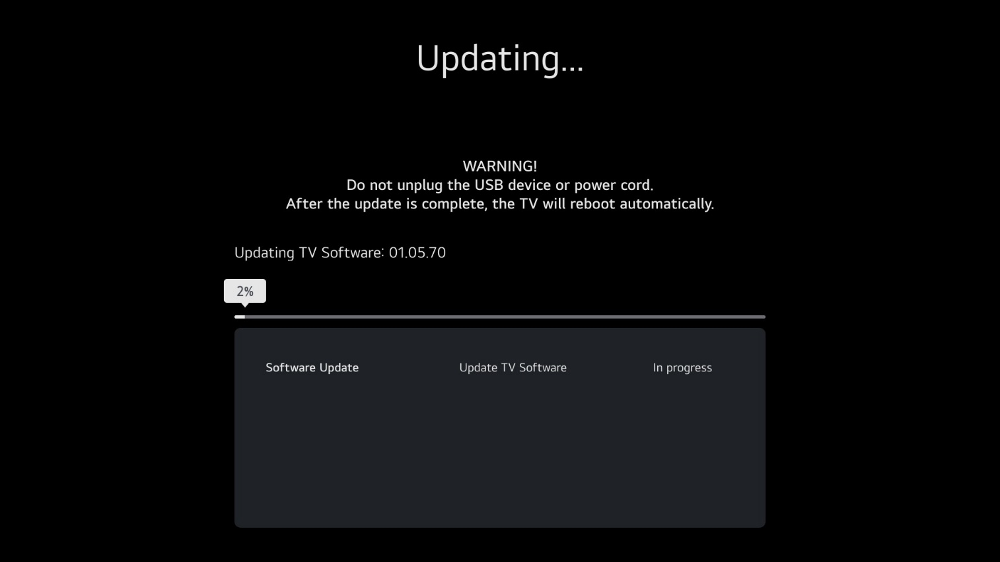 Updating...
WARNING!
Do not unplug the USB device or power cord.
After the update is complete, the TV will reboot automatically.
Updating TV Software: 01.05.70
2%
Software Update Update TV Software In progress